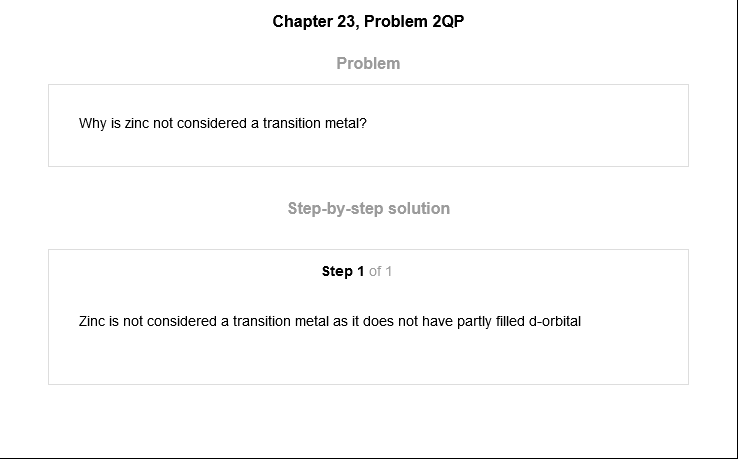 Chapter 23, Problem 2QP
Problem
Why is zinc not considered a transition metal?
Step-by-step solution
Step 1 of 1
Zinc is not considered a transition metal as it does not have partly filled d-orbital